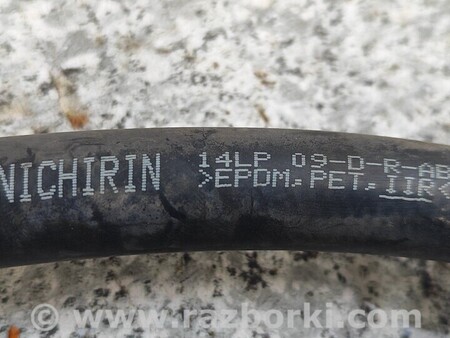 NICHIRIN 14LP 09-D-R-AB
>EPDM,PET,IIR<
www.razborki.com